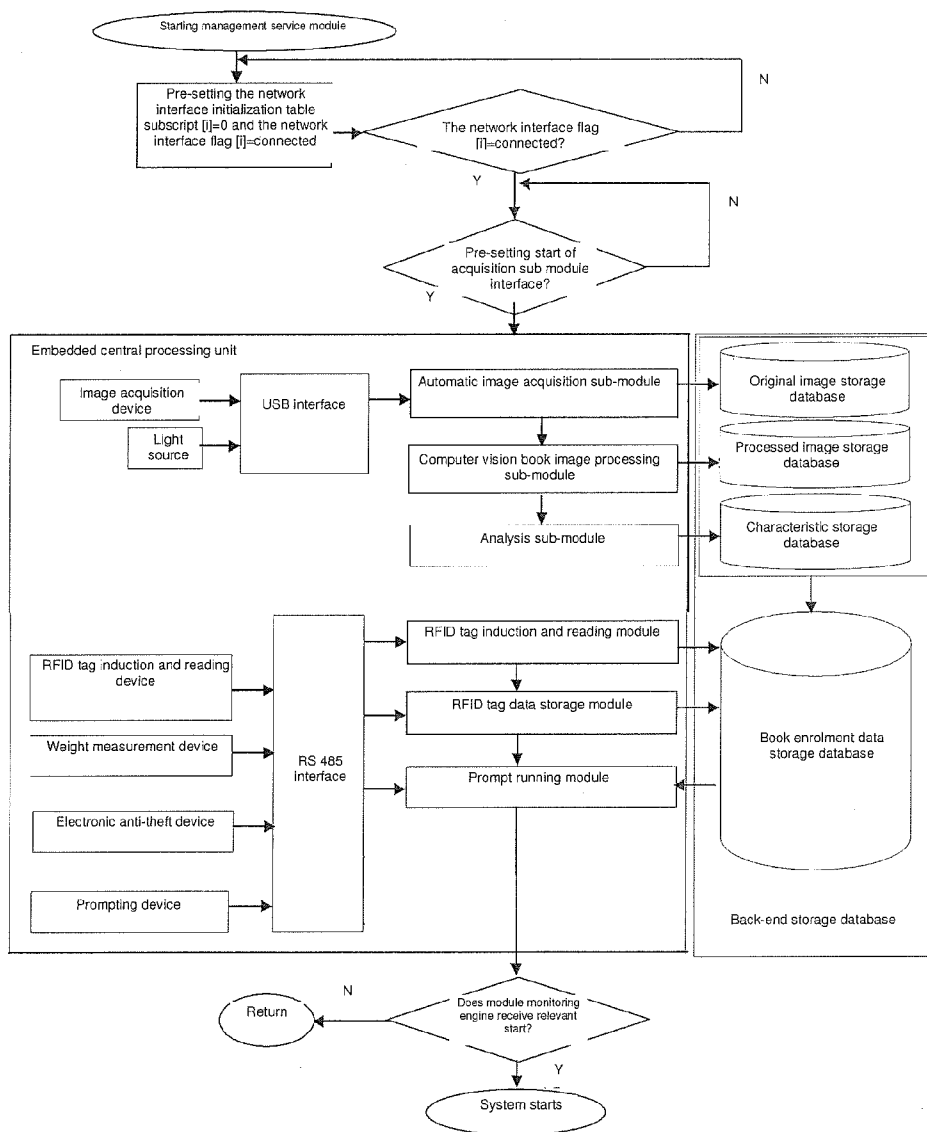 Starting management service module
N
Pre-setting the network
interface initialization table
subscript [i]=0 and the network
interface flag [i]=connected
The network interface flag
[i]=connected?
Y
N
Pre-setting start of
acquisition sub module
interface?
Y
Embedded central processing unit
Image acquisition
device
USB interface
Light
source
Automatic image acquisition sub-module
Original image storage
database
Computer vision book image processing
sub-module
Processed image storage
database
Analysis sub-module
Characteristic storage
database
RFID tag induction and reading module
RFID tag induction and reading
device
RFID tag data storage module
Weight measurement device
RS 485
interface
Prompt running module
Book enrolment data
storage database
Electronic anti-theft device
Prompting device
Back-end storage database
N
Does module monitoring
engine receive relevant
start?
Return
Y
System starts